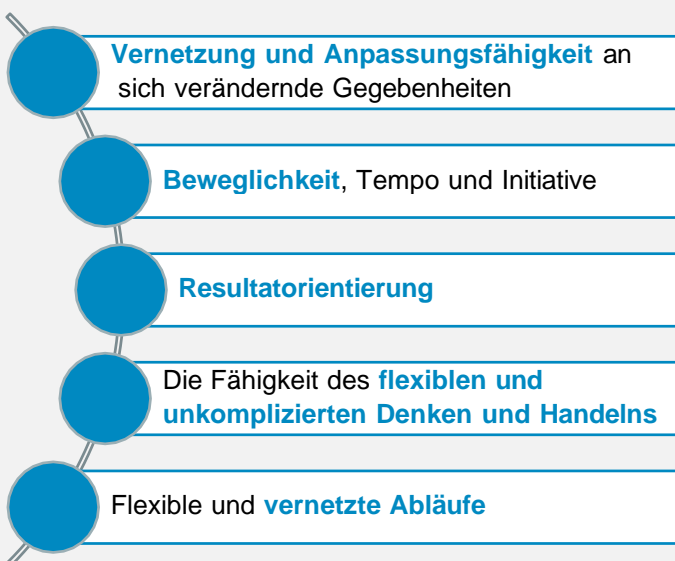 Vernetzung und Anpassungsfähigkeit an
sich verändernde Gegebenheiten
Beweglichkeit, Tempo und Initiative
Resultatorientierung
Die Fähigkeit des flexiblen und
unkomplizierten Denken und Handelns
Flexible und vernetzte Abläufe